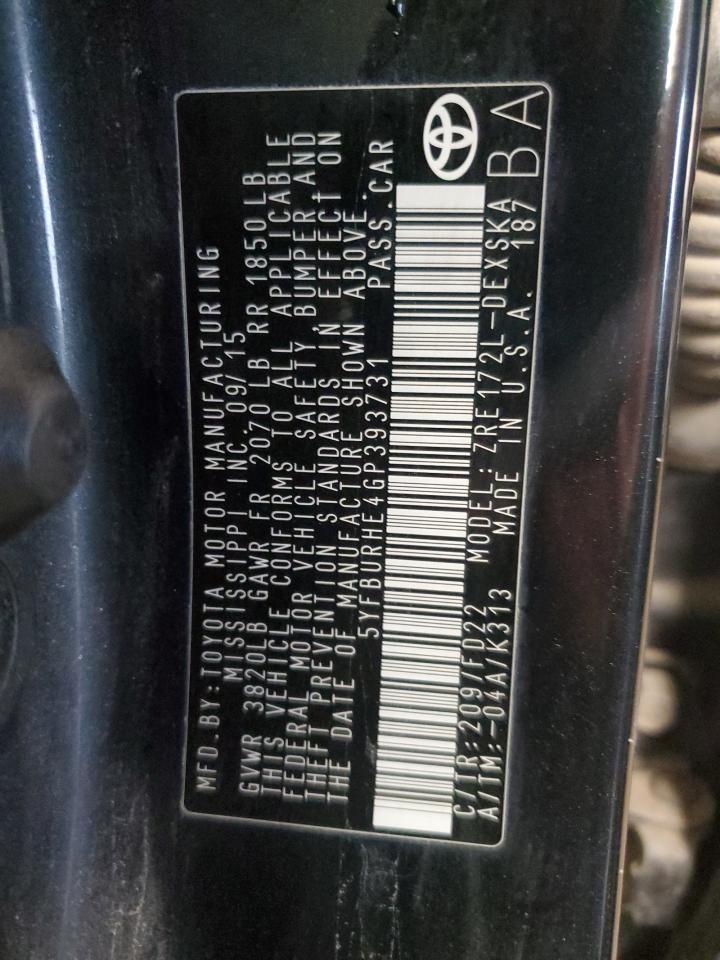 MFD.BY:TOYOTA MOTOR MANUFACTURING
MISSISSIPPI INC. 09/15
GVWR 3820LB GAWR FR 2070 LB RR 1850 LB
THIS VEHICLE CONFORMS TO ALL APPLICABLE
FEDERAL MOTOR VEHICLE SAFETY, BUMPER AND
THEFT PREVENTION STANDARDS IN EFFECT ON
THE DATE OF MANUFACTURE SHOWN ABOVE.
5YFBURHE4GP393731 PASS.CAR
C/TR:209/FD22 MODEL:ZRE172L-DEXSKA
A/TM:-04A/K313 MADE IN U.S.A. 187
BA